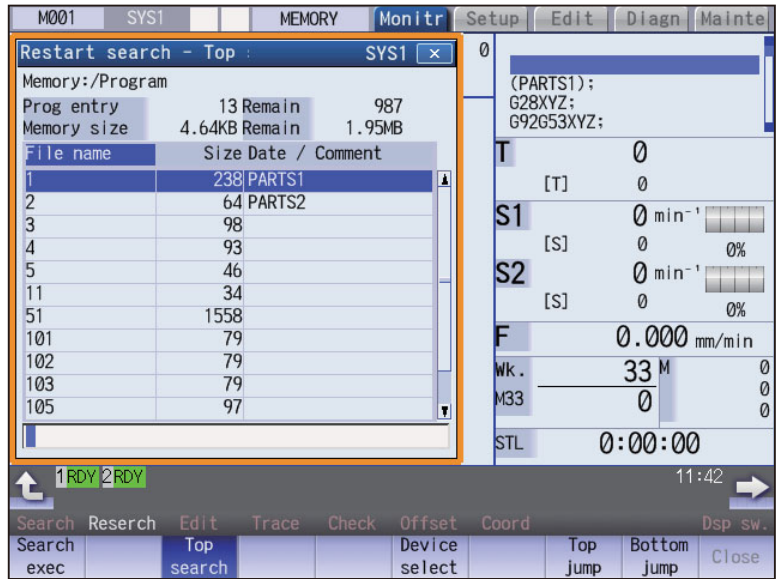 M001 SYS1 MEMORY Monitr Setup Edit Diagn Mainte
Restart search - Top : SYS1 ×
Memory:/Program
Prog entry 13 Remain 987
Memory size 4.64KB Remain 1.95MB
File name Size Date / Comment
1 238 PARTS1
2 64 PARTS2
3 98
4 93
5 46
11 34
51 1558
101 79
102 79
103 79
105 97
0
(PARTS1);
G28XYZ;
G92G53XYZ;
T 0
[T] 0
S1 0 min⁻¹
[S] 0 0%
S2 0 min⁻¹
[S] 0 0%
F 0.000 mm/min
Wk. 33 M 0
0
M33 0 0
STL 0:00:00
1 RDY 2 RDY 11:42
Search Reserch Edit Trace Check Offset Coord Dsp sw.
Search exec Top search Device select Top jump Bottom jump Close